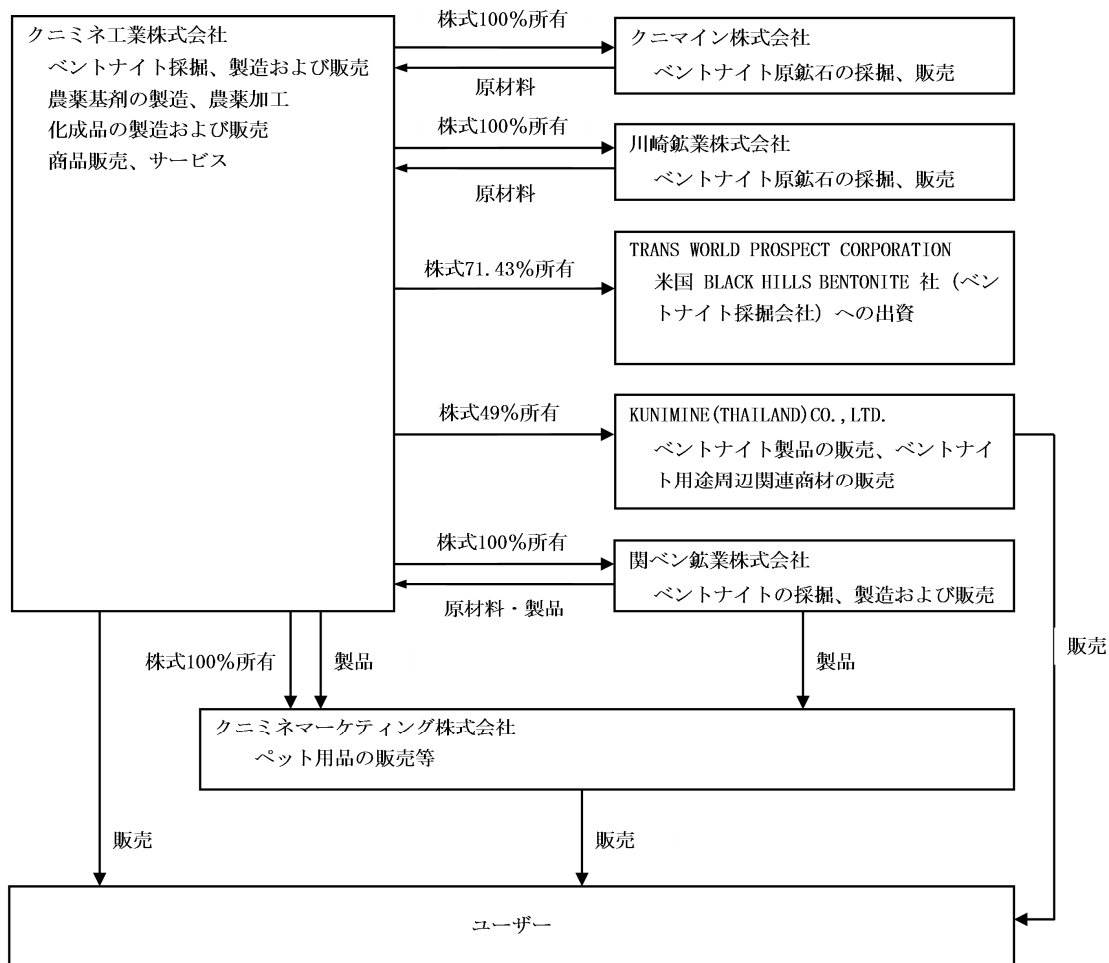 クニミネ工業株式会社
ベントナイト採掘、製造および販売
農薬基剤の製造、農薬加工
化成品の製造および販売
商品販売、サービス
株式100％所有
クニマイン株式会社
ベントナイト原鉱石の採掘、販売
原材料
株式100％所有
川崎鉱業株式会社
ベントナイト原鉱石の採掘、販売
原材料
株式71.43％所有
TRANS WORLD PROSPECT CORPORATION
米国 BLACK HILLS BENTONITE 社（ベン
トナイト採掘会社）への出資
株式49％所有
KUNIMINE(THAILAND)CO.,LTD.
ベントナイト製品の販売、ベントナイ
ト用途周辺関連商材の販売
株式100％所有
関ベン鉱業株式会社
ベントナイトの採掘、製造および販売
原材料・製品
株式100％所有
製品
製品
販売
クニミネマーケティング株式会社
ペット用品の販売等
販売
販売
ユーザー